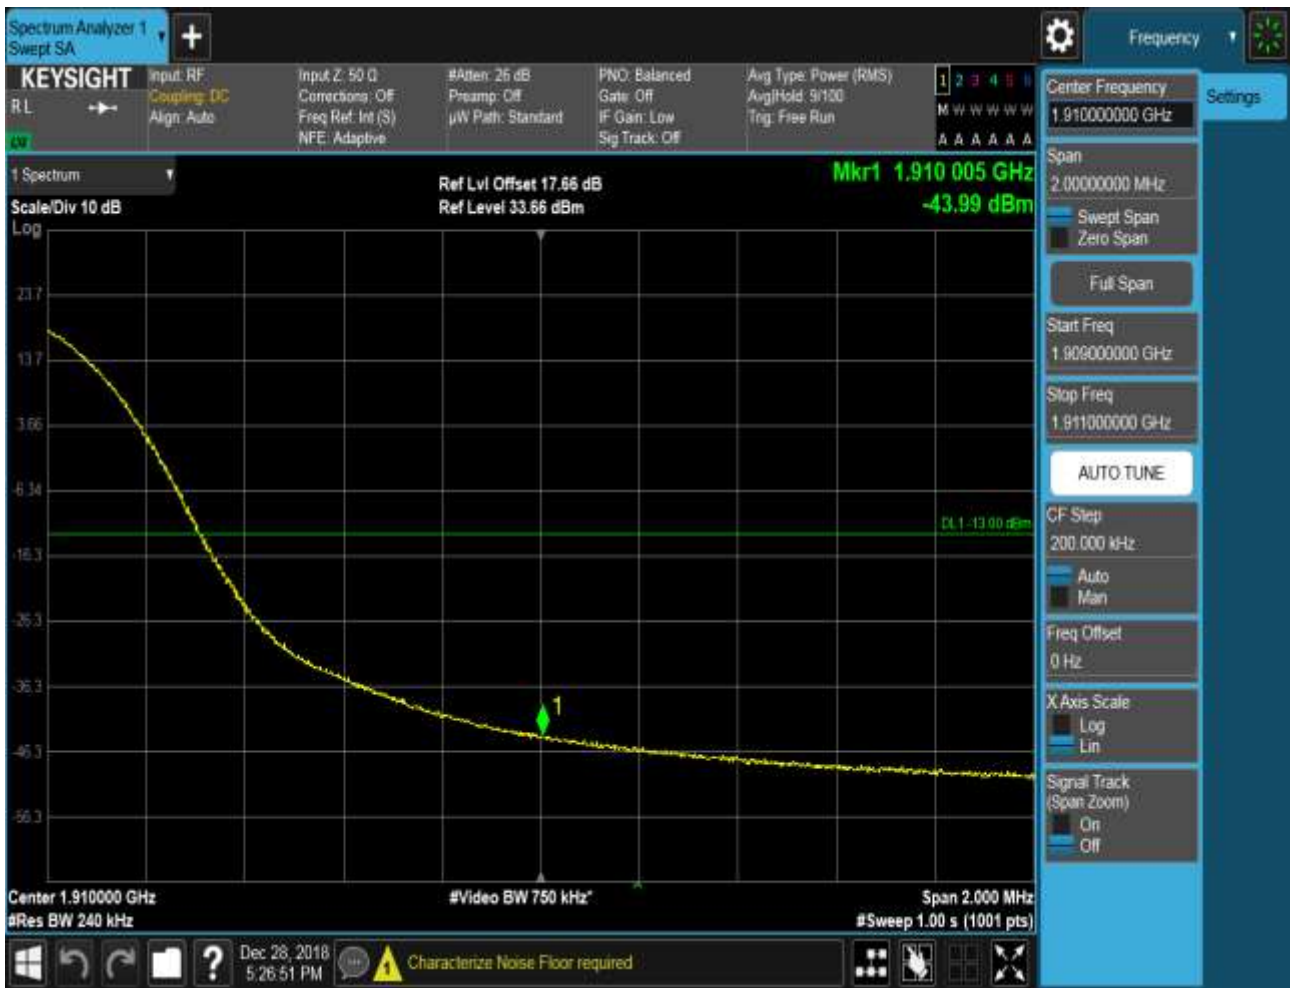 Spectrum Analyzer 1
Swept SA
Frequency
KEYSIGHT
R L
Input: RF
Coupling: DC
Align: Auto
Input Z: 50 Ω
Corrections: Off
Freq Ref: Int (S)
NFE: Adaptive
#Atten: 26 dB
Preamp: Off
µW Path: Standard
PNO: Balanced
Gate: Off
IF Gain: Low
Sig Track: Off
Avg Type: Power (RMS)
Avg|Hold: 9/100
Trig: Free Run
1 2 3 4 5 6
M W W W W W
A A A A A A
1 Spectrum
Scale/Div 10 dB
Log
Ref Lvl Offset 17.66 dB
Ref Level 33.66 dBm
Mkr1 1.910 005 GHz
-43.99 dBm
23.7
13.7
3.66
-6.34
-16.3
-26.3
-36.3
-46.3
-56.3
DL1 -13.00 dBm
1
Center 1.910000 GHz
#Res BW 240 kHz
#Video BW 750 kHz*
Span 2.000 MHz
#Sweep 1.00 s (1001 pts)
Center Frequency
1.910000000 GHz
Settings
Span
2.00000000 MHz
Swept Span
Zero Span
Full Span
Start Freq
1.909000000 GHz
Stop Freq
1.911000000 GHz
AUTO TUNE
CF Step
200.000 kHz
Auto
Man
Freq Offset
0 Hz
X Axis Scale
Log
Lin
Signal Track
(Span Zoom)
On
Off
?
Dec 28, 2018
5:26:51 PM
1
Characterize Noise Floor required